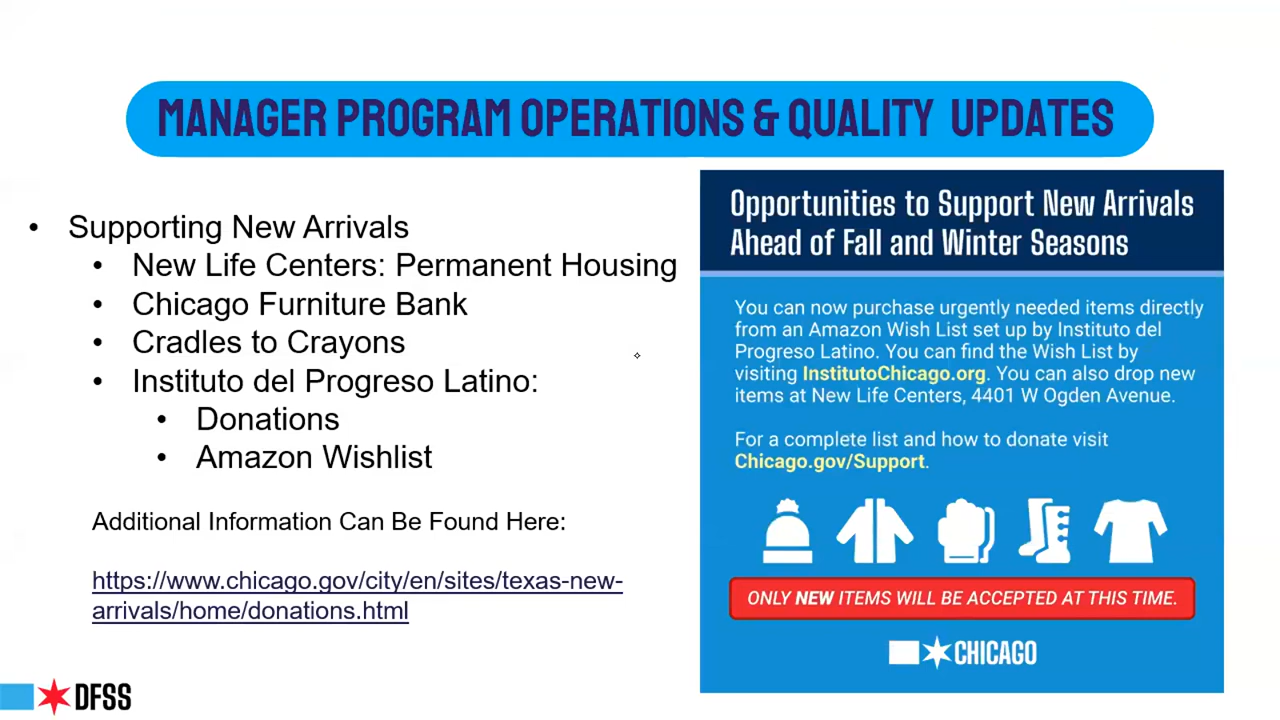 MANAGER PROGRAM OPERATIONS & QUALITY UPDATES
• Supporting New Arrivals
• New Life Centers: Permanent Housing
• Chicago Furniture Bank
• Cradles to Crayons
• Instituto del Progreso Latino:
• Donations
• Amazon Wishlist
Additional Information Can Be Found Here:
https://www.chicago.gov/city/en/sites/texas-new-
arrivals/home/donations.html
DFSS
Opportunities to Support New Arrivals
Ahead of Fall and Winter Seasons
You can now purchase urgently needed items directly
from an Amazon Wish List set up by Instituto del
Progreso Latino. You can find the Wish List by
visiting InstitutoChicago.org. You can also drop new
items at New Life Centers, 4401 W Ogden Avenue.
For a complete list and how to donate visit
Chicago.gov/Support.
ONLY NEW ITEMS WILL BE ACCEPTED AT THIS TIME.
CHICAGO